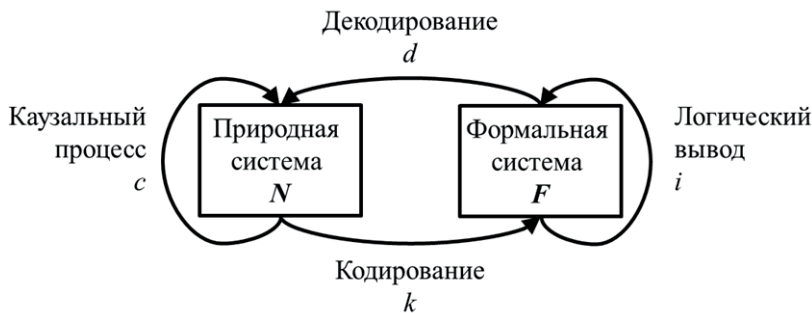 Декодирование
d
Каузальный
процесс
c
Природная
система
N
Формальная
система
F
Логический
вывод
i
Кодирование
k